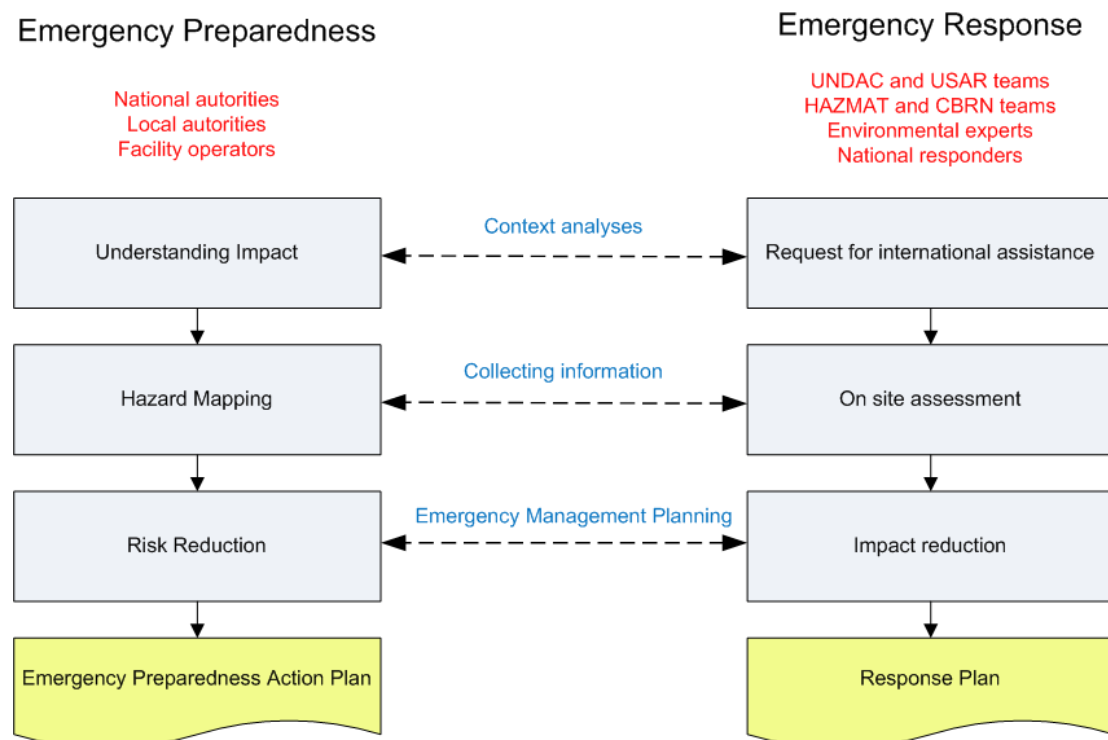 Emergency Preparedness
National autorities
Local autorities
Facility operators
Emergency Response
UNDAC and USAR teams
HAZMAT and CBRN teams
Environmental experts
National responders
Understanding Impact
Context analyses
Request for international assistance
Hazard Mapping
Collecting information
On site assessment
Risk Reduction
Emergency Management Planning
Impact reduction
Emergency Preparedness Action Plan
Response Plan